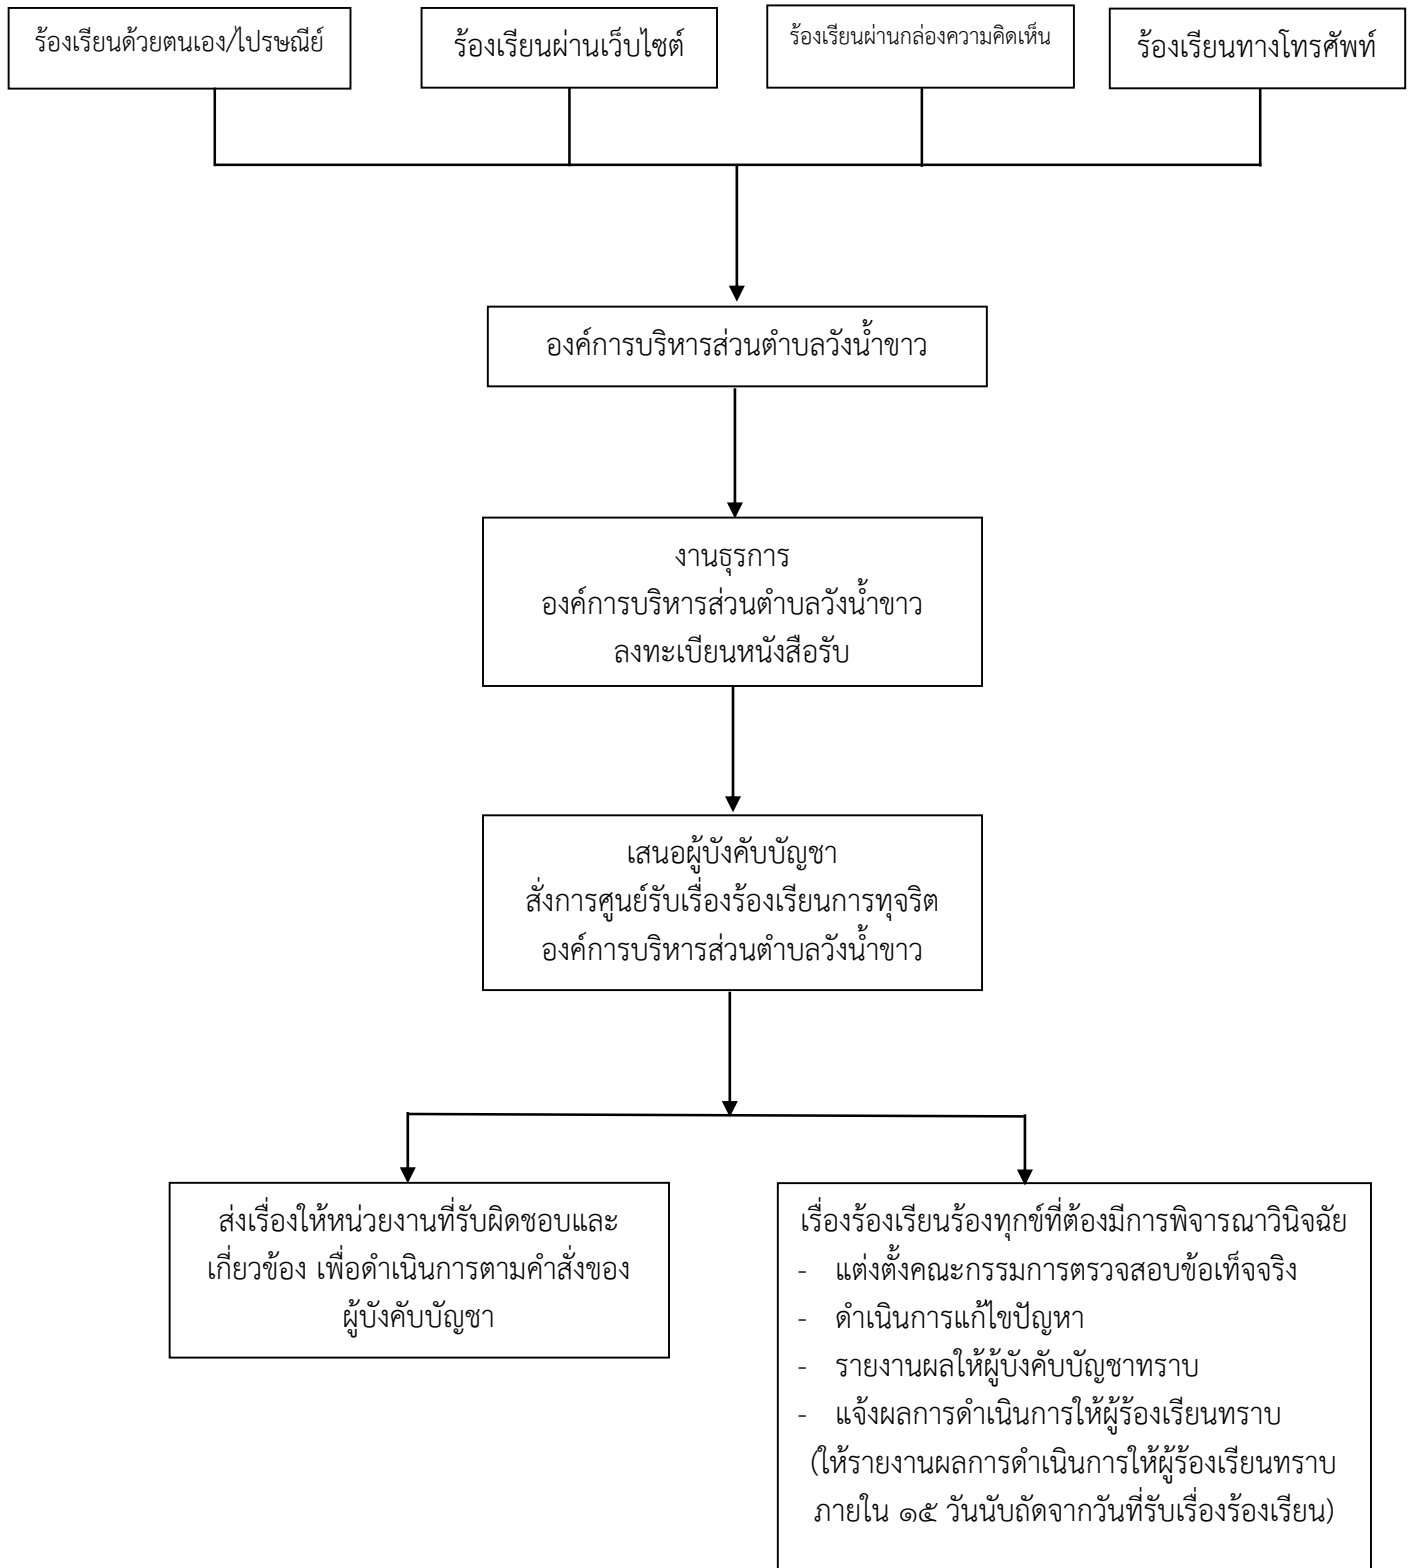 ร้องเรียนด้วยตนเอง/ไปรษณีย์
ร้องเรียนผ่านเว็บไซต์
ร้องเรียนผ่านกล่องความคิดเห็น
ร้องเรียนทางโทรศัพท์
องค์การบริหารส่วนตำบลวังน้ำขาว
งานธุรการ
องค์การบริหารส่วนตำบลวังน้ำขาว
ลงทะเบียนหนังสือรับ
เสนอผู้บังคับบัญชา
สั่งการศูนย์รับเรื่องร้องเรียนการทุจริต
องค์การบริหารส่วนตำบลวังน้ำขาว
ส่งเรื่องให้หน่วยงานที่รับผิดชอบและ
เกี่ยวข้อง เพื่อดำเนินการตามคำสั่งของ
ผู้บังคับบัญชา
เรื่องร้องเรียนร้องทุกข์ที่ต้องมีการพิจารณาวินิจฉัย
- แต่งตั้งคณะกรรมการตรวจสอบข้อเท็จจริง
- ดำเนินการแก้ไขปัญหา
- รายงานผลให้ผู้บังคับบัญชาทราบ
- แจ้งผลการดำเนินการให้ผู้ร้องเรียนทราบ
(ให้รายงานผลการดำเนินการให้ผู้ร้องเรียนทราบ
ภายใน ๑๕ วันนับถัดจากวันที่รับเรื่องร้องเรียน)